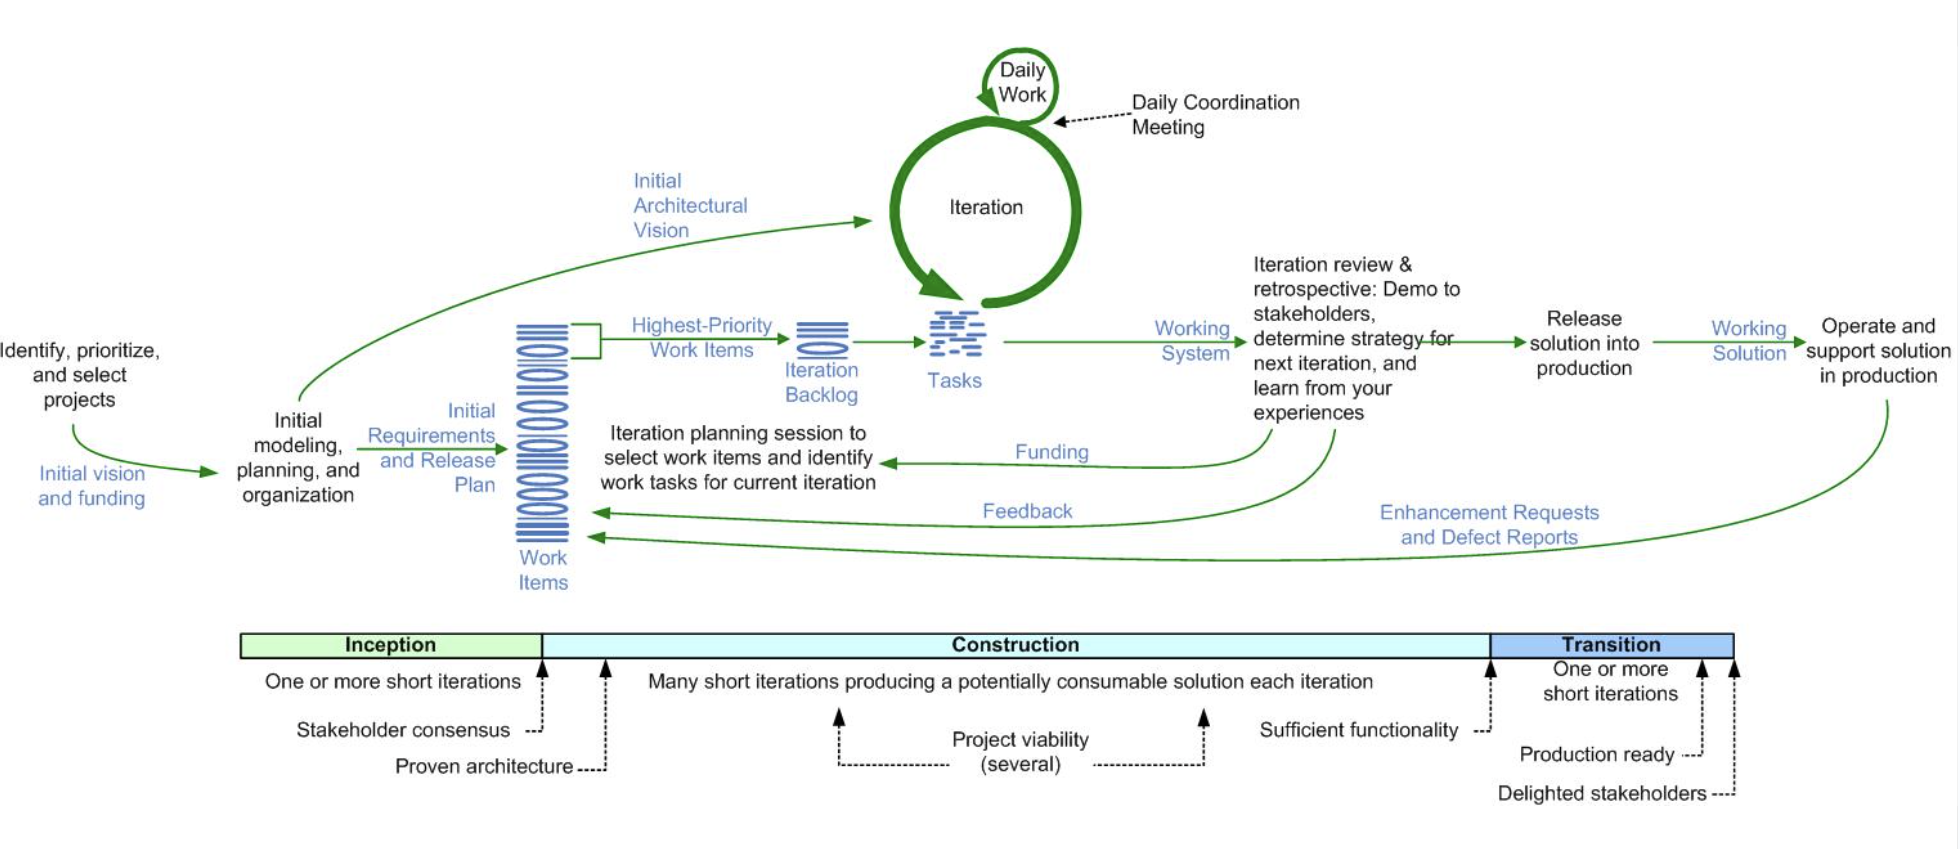 Daily
Work
Daily Coordination
Meeting
Initial
Architectural
Vision
Iteration
Identify, prioritize,
and select
projects
Initial vision
and funding
Initial
modeling,
planning, and
organization
Initial
Requirements
and Release
Plan
Work
Items
Highest-Priority
Work Items
Iteration
Backlog
Tasks
Iteration planning session to
select work items and identify
work tasks for current iteration
Working
System
Iteration review &
retrospective: Demo to
stakeholders,
determine strategy for
next iteration, and
learn from your
experiences
Funding
Feedback
Release
solution into
production
Working
Solution
Operate and
support solution
in production
Enhancement Requests
and Defect Reports
Inception
Construction
Transition
One or more short iterations
Many short iterations producing a potentially consumable solution each iteration
One or more
short iterations
Stakeholder consensus
Proven architecture
Project viability
(several)
Sufficient functionality
Production ready
Delighted stakeholders